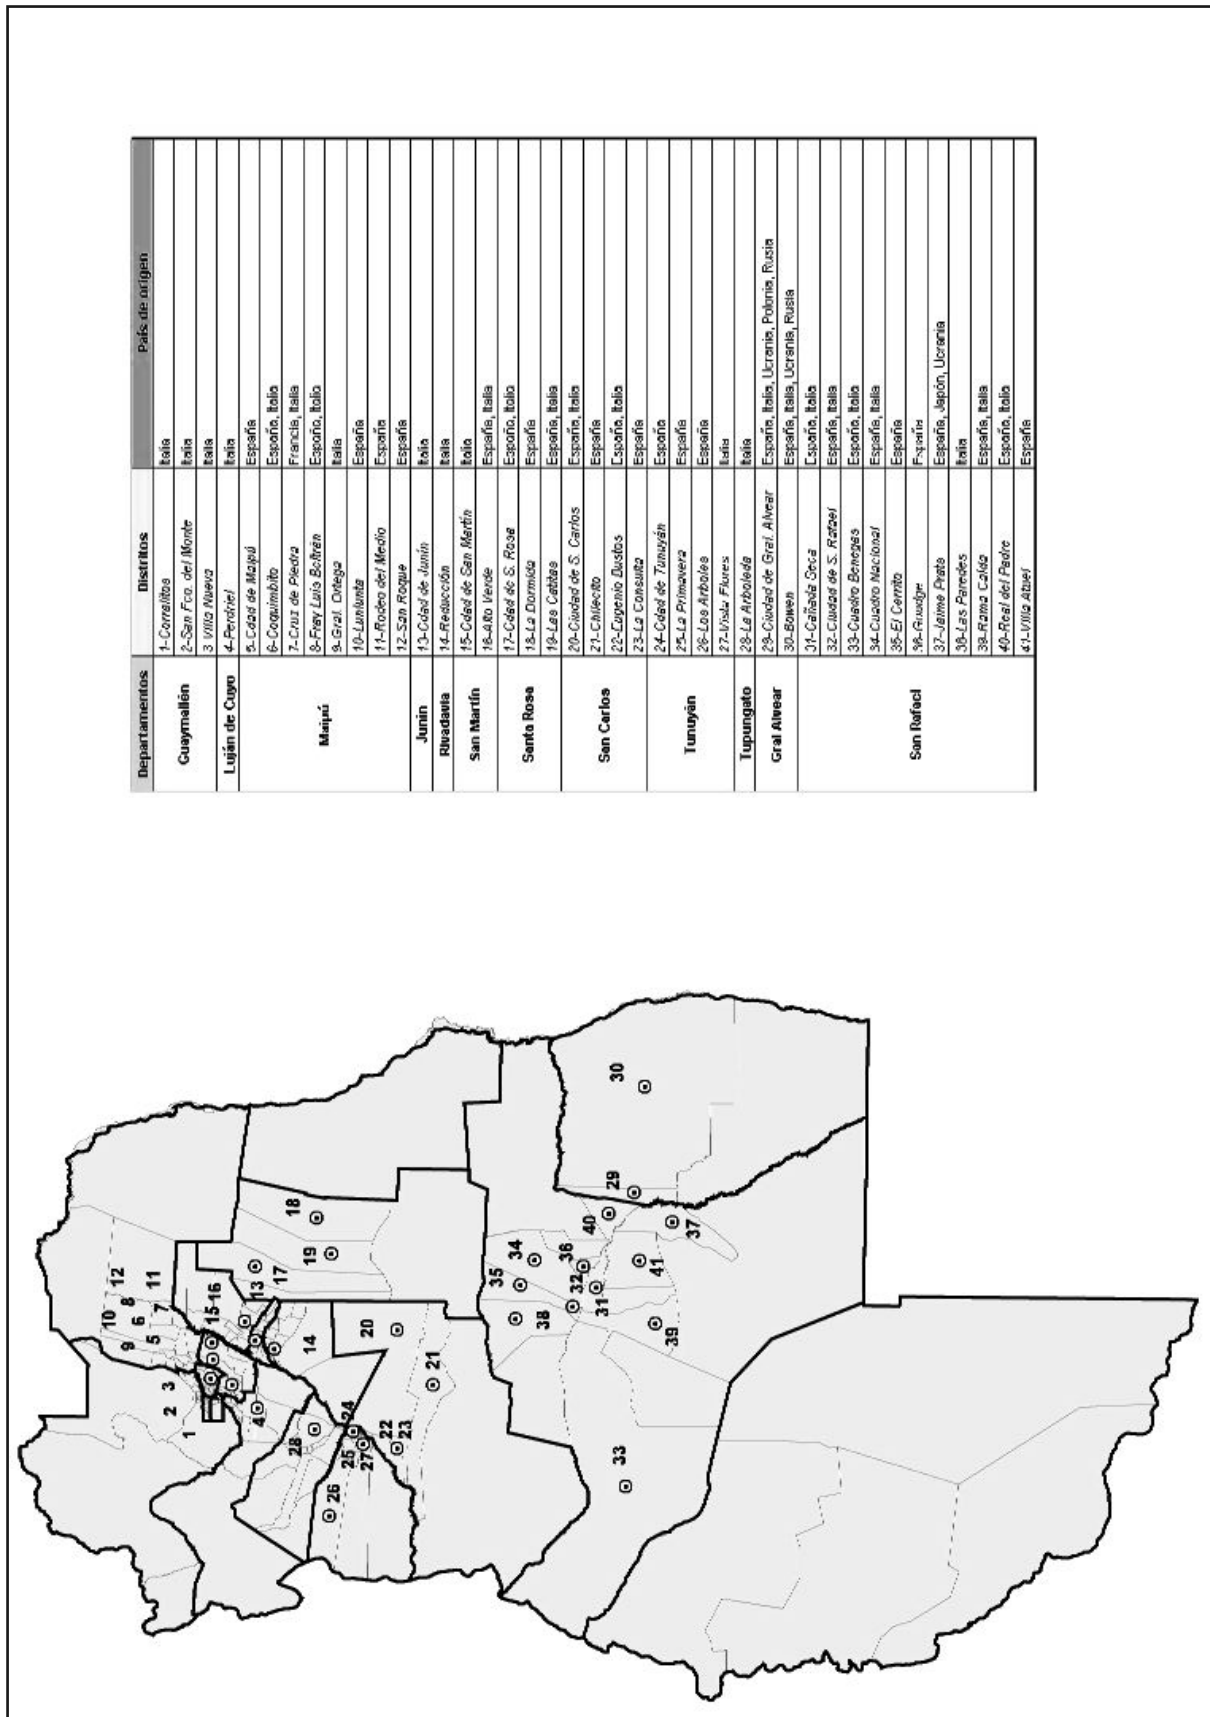 Departamentos Distritos País de origen
Guaymallén
1-Corralitos Italia
2-San Fco. del Monte Italia
3 Villa Nueva Italia
Luján de Cuyo
4-Perdriel Italia
Maipú
5-Cdad de Maipú España
6-Coquimbito España, Italia
7-Cruz de Piedra Francia, Italia
8-Fray Luis Beltrán España, Italia
9-Gral. Ortega Italia
10-Lunlunta España
11-Rodeo del Medio España
12-San Roque España
Junín
13-Cdad de Junín Italia
Rivadavia
14-Reducción Italia
San Martín
15-Cdad de San Martín Italia
16-Alto Verde España, Italia
Santa Rosa
17-Cdad de S. Rosa España, Italia
18-La Dormida España
19-Las Catitas España, Italia
San Carlos
20-Ciudad de S. Carlos España, Italia
21-Chilecito España
22-Eugenio Bustos España, Italia
23-La Consulta España
Tunuyán
24-Cdad de Tunuyán España
25-La Primavera España
26-Los Arboles España
27-Vista Flores Italia
Tupungato
28-La Arboleda Italia
Gral Alvear
29-Ciudad de Gral. Alvear España, Italia, Ucrania, Polonia, Rusia
30-Bowen España, Italia, Ucrania, Rusia
San Rafael
31-Cañada Seca España, Italia
32-Ciudad de S. Rafael España, Italia
33-Cuadro Benegas España, Italia
34-Cuadro Nacional España, Italia
35-El Cerrito España
36-Goudge España
37-Jaime Prats España, Japón, Ucrania
38-Las Paredes Italia
39-Rama Caída España, Italia
40-Real del Padre España, Italia
41-Villa Atuel España
1
2
3
4
9
5
10
6
8
7
12
11
15
16
13
17
14
19
18
28
26
25
27
24
22
23
20
21
35
34
38
32
36
31
40
33
39
41
37
29
30